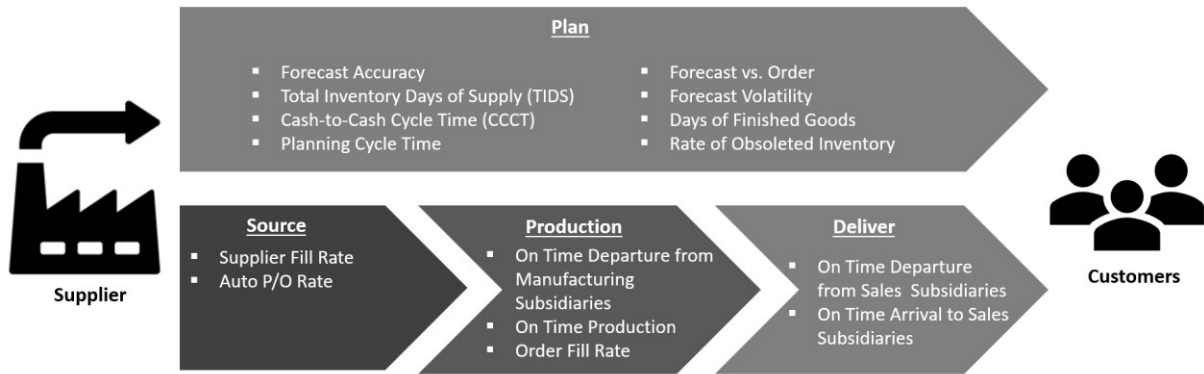 Plan
▪ Forecast Accuracy
▪ Total Inventory Days of Supply (TIDS)
▪ Cash-to-Cash Cycle Time (CCCT)
▪ Planning Cycle Time
▪ Forecast vs. Order
▪ Forecast Volatility
▪ Days of Finished Goods
▪ Rate of Obsoleted Inventory
Supplier
Source
▪ Supplier Fill Rate
▪ Auto P/O Rate
Production
▪ On Time Departure from
Manufacturing
Subsidiaries
▪ On Time Production
▪ Order Fill Rate
Deliver
▪ On Time Departure
from Sales Subsidiaries
▪ On Time Arrival to Sales
Subsidiaries
Customers